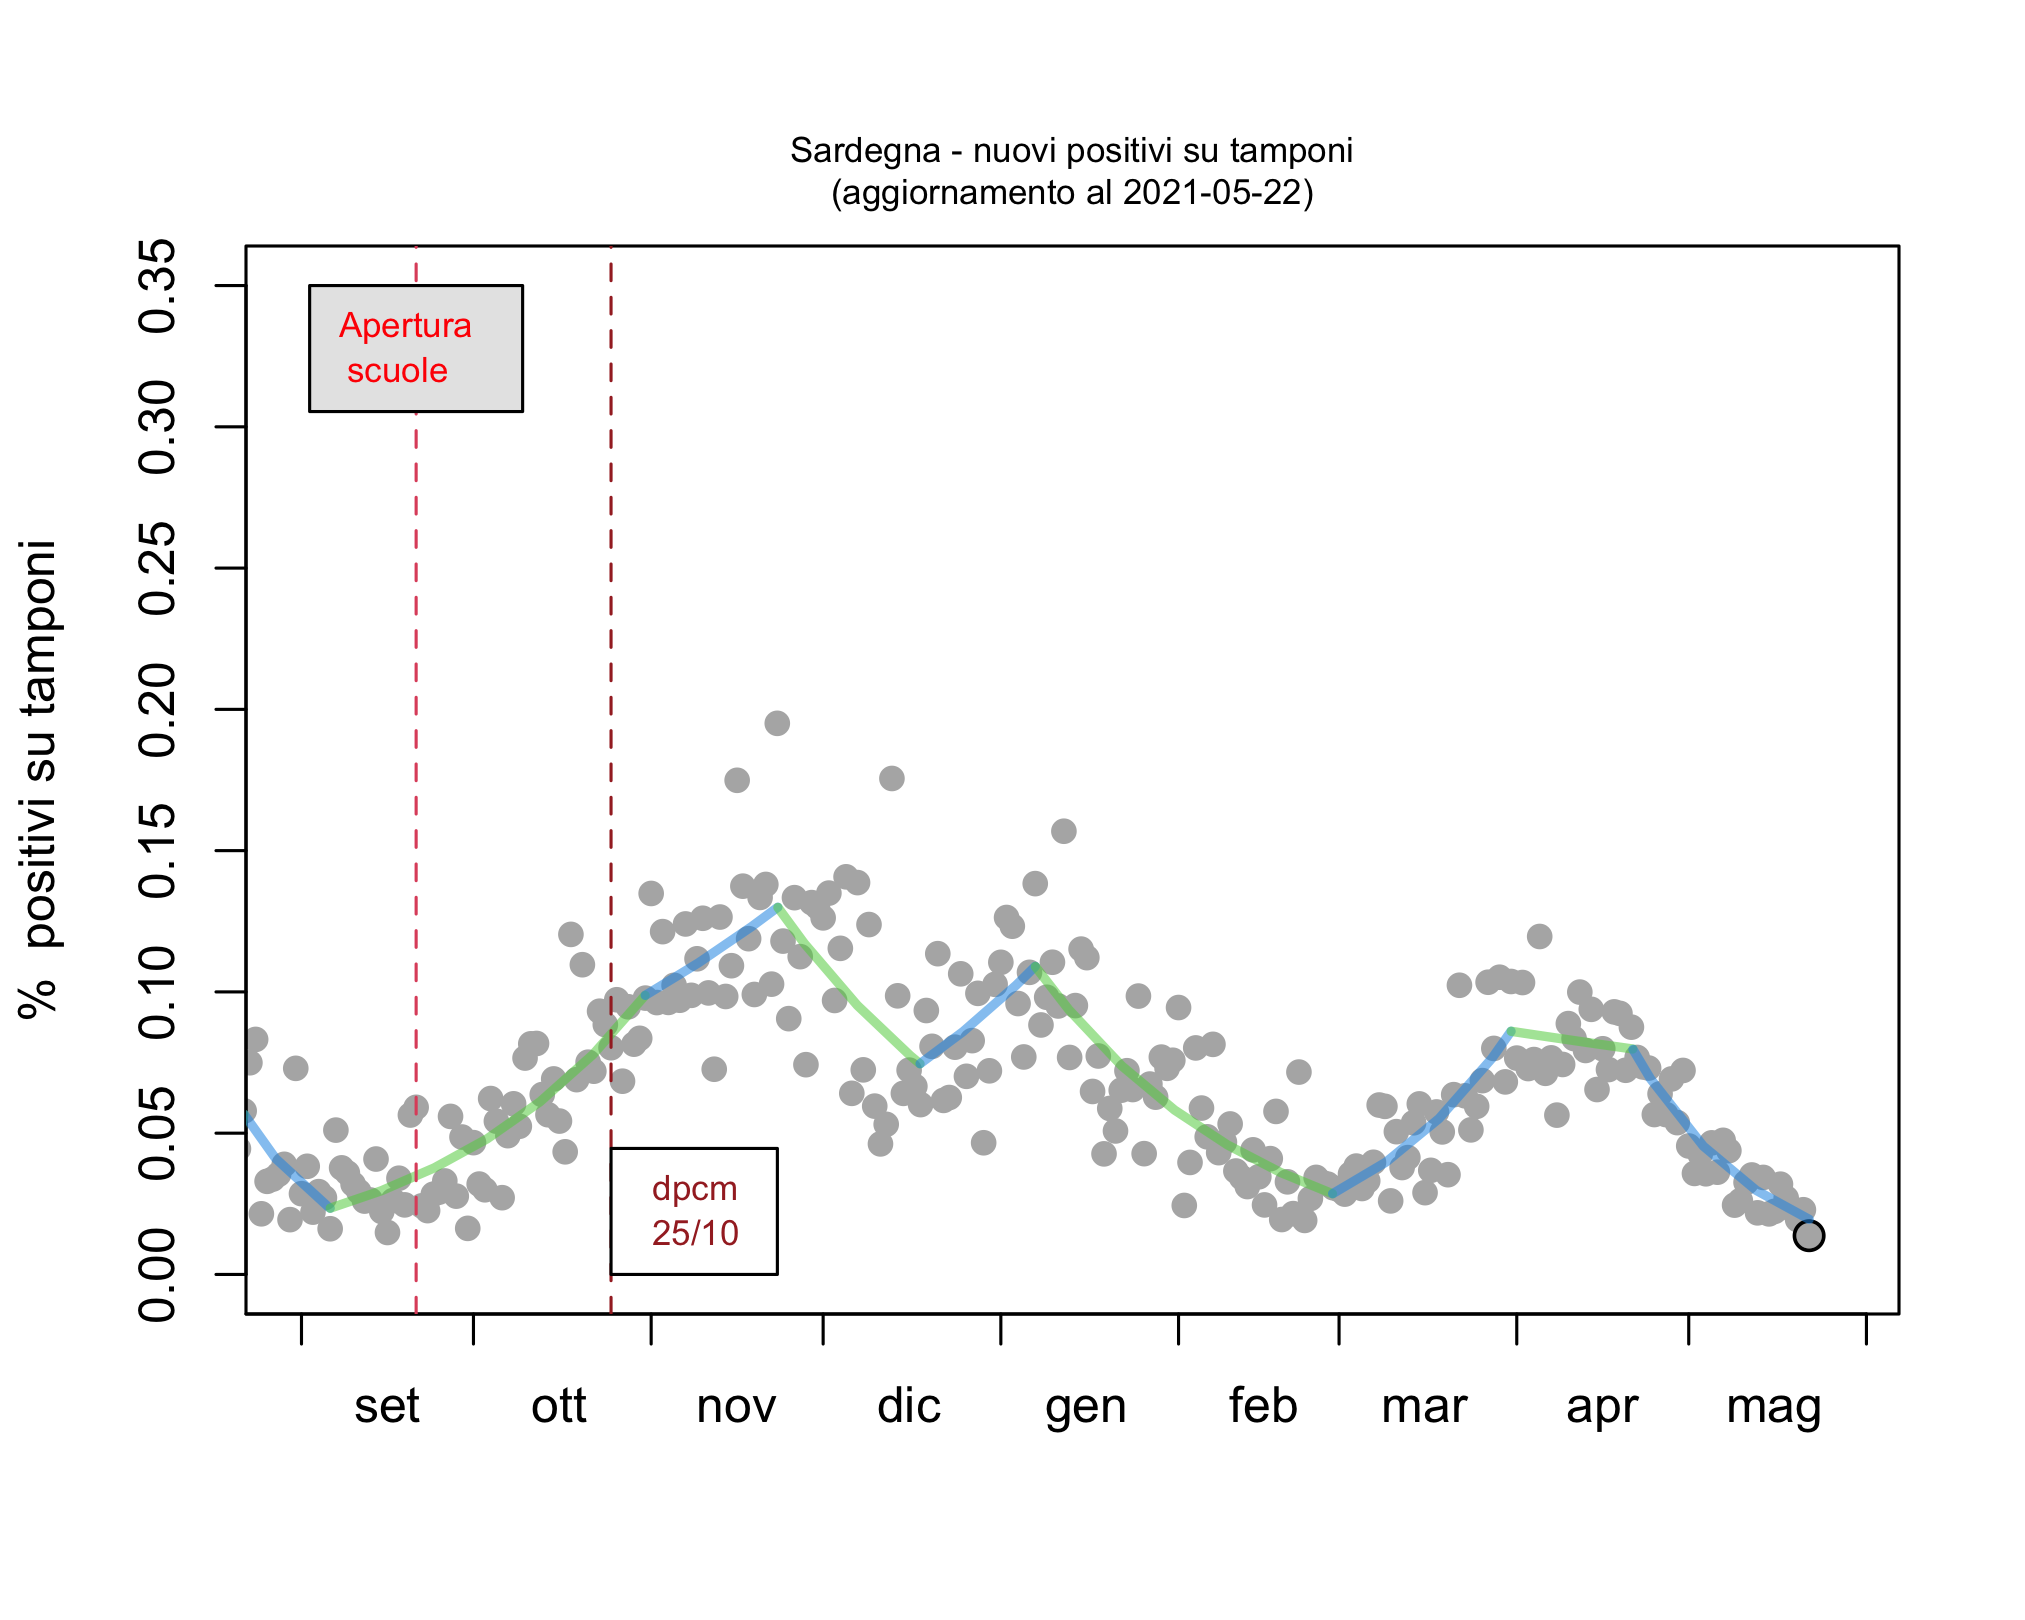 Sardegna - nuovi positivi su tamponi
(aggiornamento al 2021-05-22)
% positivi su tamponi
0.35
0.30
0.25
0.20
0.15
0.10
0.05
0.00
Apertura
scuole
dpcm
25/10
set ott nov dic gen feb mar apr mag